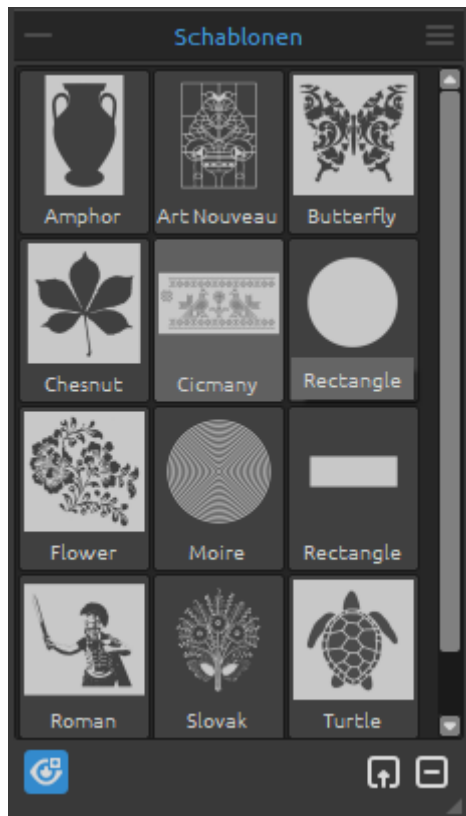 Schablonen
Amphor
Art Nouveau
Butterfly
Chesnut
Cicmany
Rectangle
Flower
Moire
Rectangle
Roman
Slovak
Turtle